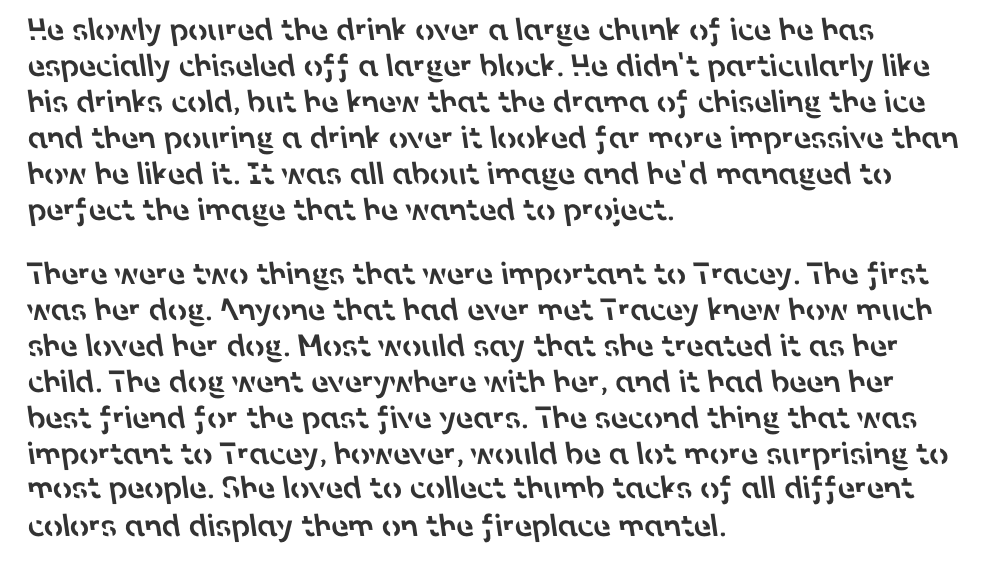 He slowly poured the drink over a large chunk of ice he has
especially chiseled off a larger block. He didn't particularly like
his drinks cold, but he knew that the drama of chiseling the ice
and then pouring a drink over it looked far more impressive than
how he liked it. It was all about image and he'd managed to
perfect the image that he wanted to project.

There were two things that were important to Tracey. The first
was her dog. Anyone that had ever met Tracey knew how much
she loved her dog. Most would say that she treated it as her
child. The dog went everywhere with her, and it had been her
best friend for the past five years. The second thing that was
important to Tracey, however, would be a lot more surprising to
most people. She loved to collect thumb tacks of all different
colors and display them on the fireplace mantel.